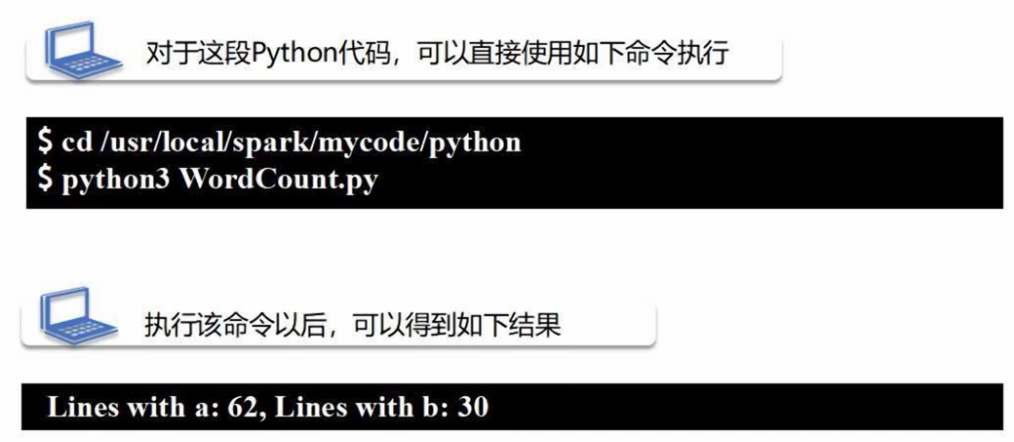 对于这段Python代码，可以直接使用如下命令执行
$ cd /usr/local/spark/mycode/python
$ python3 WordCount.py
执行该命令以后，可以得到如下结果
Lines with a: 62, Lines with b: 30